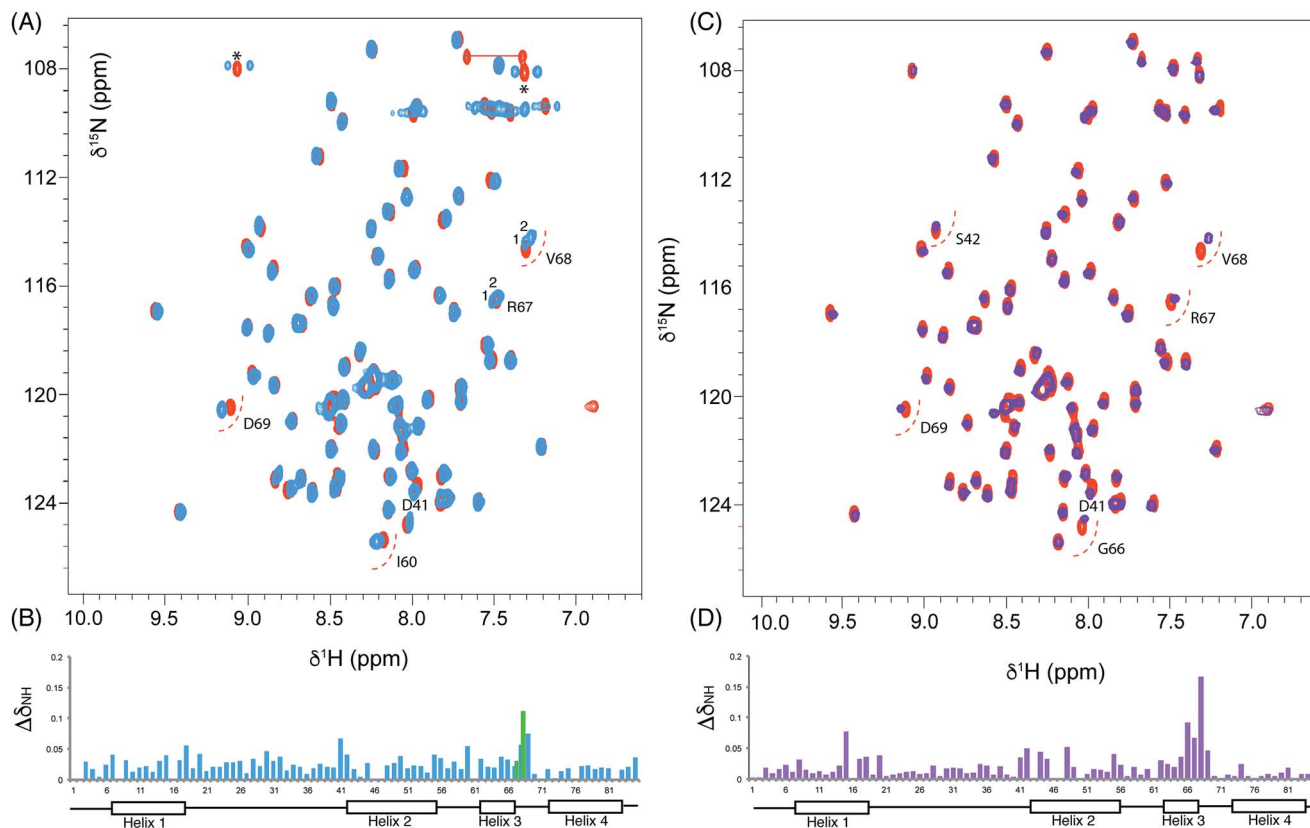 (A)
*
*
108
112
116
120
124
δ15N (ppm)
2
1
V68
2
1
R67
D69
D41
I60
10.0 9.0 8.5 8.0 7.5 7.0
δ1H (ppm)
(B)
0.2
0.15
0.1
0.05
0
ΔδNH
1 6 11 16 21 26 31 36 41 46 51 56 61 66 71 76 81
Helix 1 Helix 2 Helix 3 Helix 4
(C)
108
112
116
120
124
δ15N (ppm)
S42
V68
R67
D69
D41
G66
10.0 9.5 9.0 8.5 8.0 7.5 7.0
δ1H (ppm)
(D)
0.2
0.15
0.1
0.05
0
ΔδNH
1 6 11 16 21 26 31 36 41 46 51 56 61 66 71 76 81
Helix 1 Helix 2 Helix 3 Helix 4